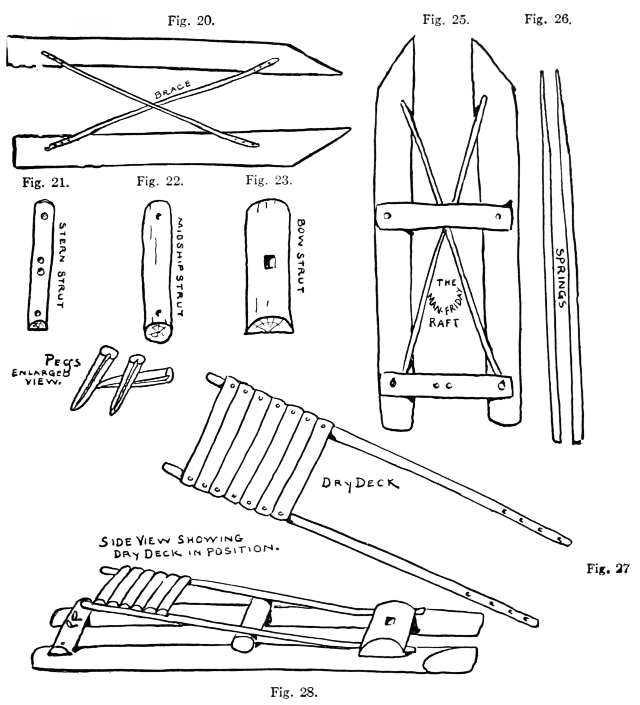 Fig. 20.
Fig. 25.
Fig. 26.
BRACE
Fig. 21.
Fig. 22.
Fig. 23.
STERN STRUT
MIDSHIP STRUT
BOW STRUT
SPRINGS
THE
MAN-FRIDAY
RAFT
PEGS
ENLARGED
VIEW.
DRY DECK
SIDE VIEW SHOWING
DRY DECK IN POSITION.
Fig. 27
Fig. 28.